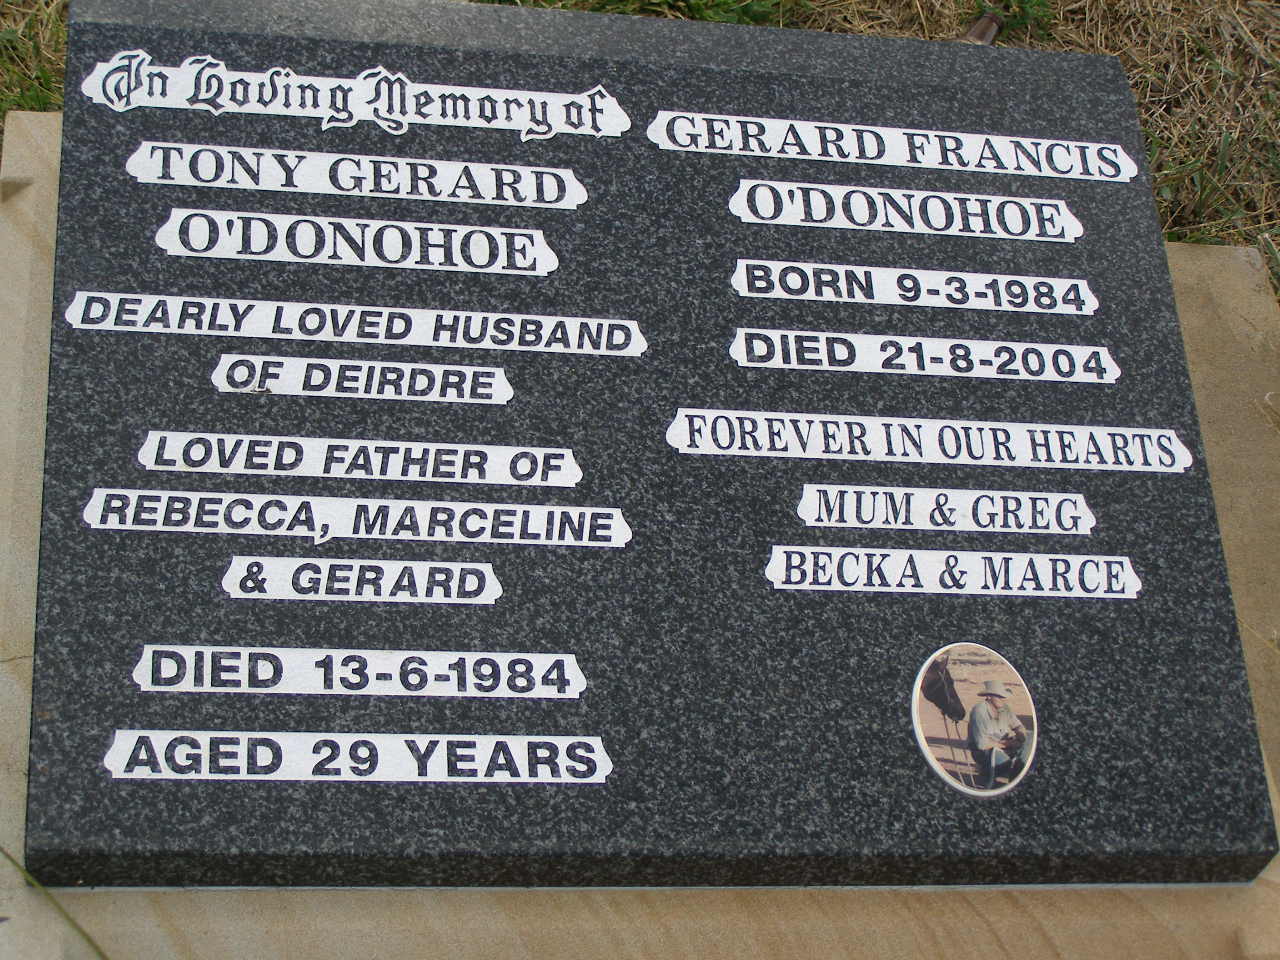 In Loving Memory of
TONY GERARD
O'DONOHOE
DEARLY LOVED HUSBAND
OF DEIRDRE
LOVED FATHER OF
REBECCA, MARCELINE
& GERARD
DIED 13-6-1984
AGED 29 YEARS
GERARD FRANCIS
O'DONOHOE
BORN 9-3-1984
DIED 21-8-2004
FOREVER IN OUR HEARTS
MUM & GREG
BECKA & MARCE